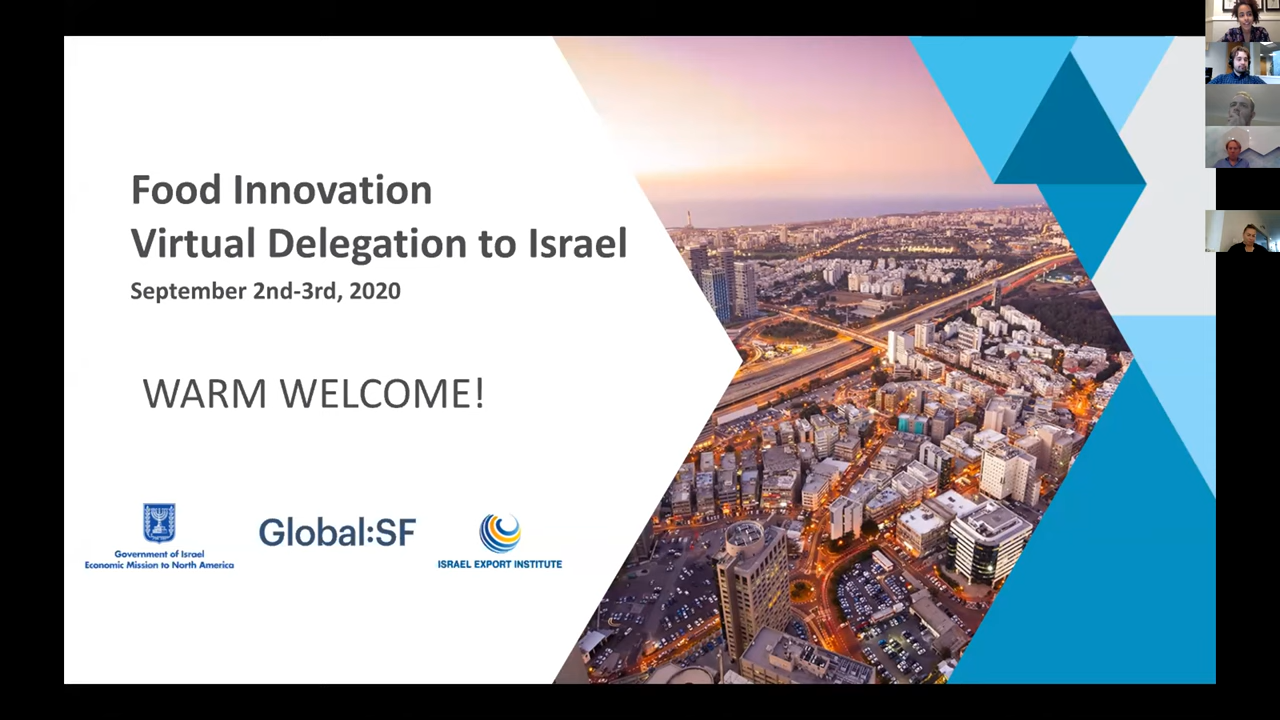 Food Innovation
Virtual Delegation to Israel
September 2nd-3rd, 2020
WARM WELCOME!
Government of Israel
Economic Mission to North America
Global:SF
ISRAEL EXPORT INSTITUTE